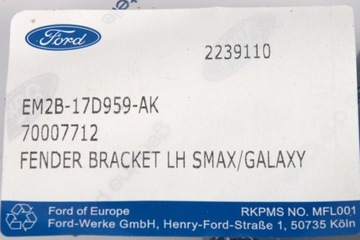 Ford
2239110
EM2B-17D959-AK
70007712
FENDER BRACKET LH SMAX/GALAXY
Ford of Europe
RKPMS NO. MFL001
Ford-Werke GmbH, Henry-Ford-Straße 1, 50735 Köln